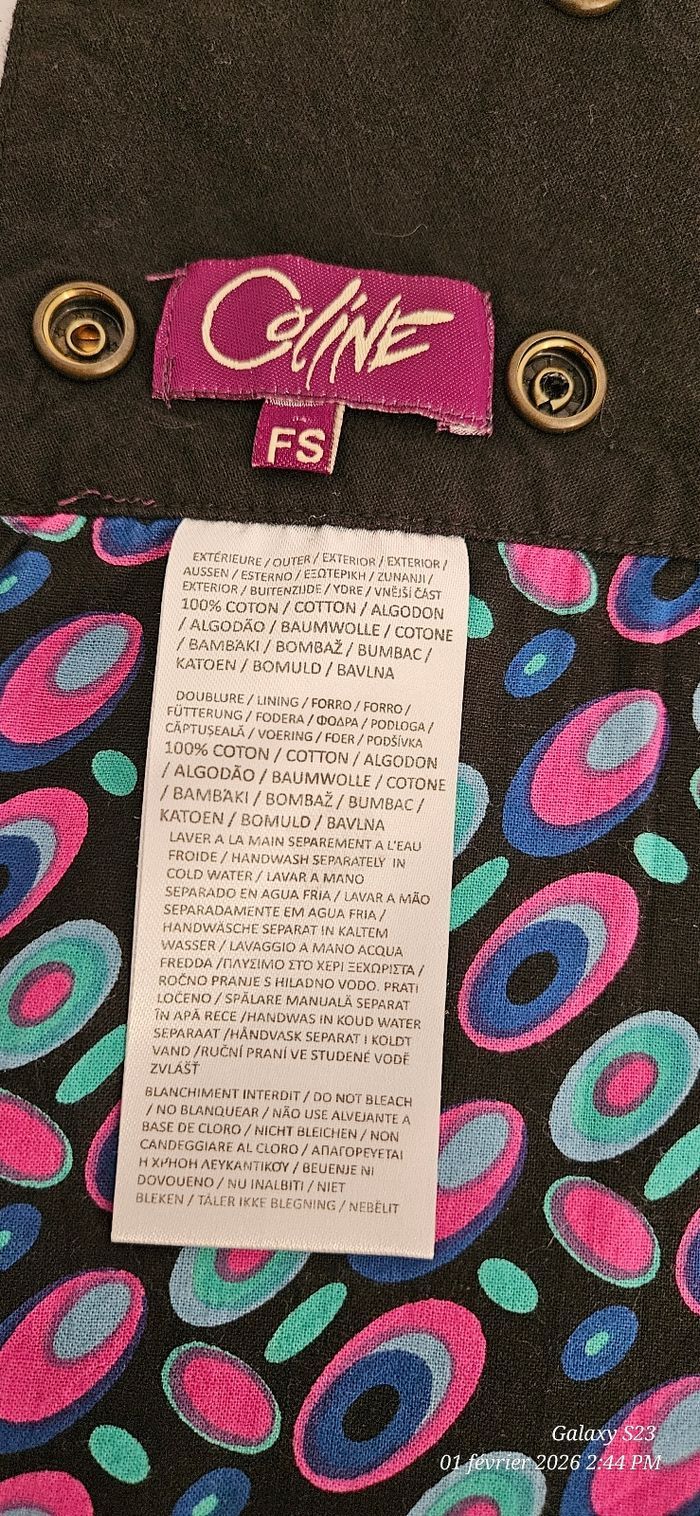 Coline
FS
EXTÉRIEURE / OUTER / EXTERIOR / EXTERIOR /
AUSSEN / ESTERNO / ΕΞΩΤΕΡΙΚΗ / ZUNANJI /
EXTERIOR / BUITENZIJDE / YDRE / VNĚJŠÍ ČÁST
100% COTON / COTTON / ALGODON
/ ALGODÃO / BAUMWOLLE / COTONE
/ BAMBAKI / BOMBAŽ / BUMBAC /
KATOEN / BOMULD / BAVLNA
DOUBLURE / LINING / FORRO / FORRO /
FÜTTERUNG / FODERA / ΦΟΔΡΑ / PODLOGA /
CĂPTUȘEALĂ / VOERING / FOER / PODŠÍVKA
100% COTON / COTTON / ALGODON
/ ALGODÃO / BAUMWOLLE / COTONE
/ BAMBAKI / BOMBAŽ / BUMBAC /
KATOEN / BOMULD / BAVLNA
LAVER A LA MAIN SEPAREMENT A L'EAU
FROIDE / HANDWASH SEPARATELY IN
COLD WATER / LAVAR A MANO
SEPARADO EN AGUA FRIA / LAVAR A MÃO
SEPARADAMENTE EM AGUA FRIA /
HANDWÄSCHE SEPARAT IN KALTEM
WASSER / LAVAGGIO A MANO ACQUA
FREDDA /ΠΛΥΣΙΜΟ ΣΤΟ ΧΕΡΙ ΞΕΧΩΡΙΣΤΑ /
ROČNO PRANJE S HILADNO VODO. PRATI
LOČENO / SPĂLARE MANUALĂ SEPARAT
ÎN APĂ RECE /HANDWAS IN KOUD WATER
SEPARAAT /HÅNDVASK SEPARAT I KOLDT
VAND /RUČNÍ PRANÍ VE STUDENÉ VODĚ
ZVLÁŠŤ
BLANCHIMENT INTERDIT / DO NOT BLEACH
/ NO BLANQUEAR / NÃO USE ALVEJANTE A
BASE DE CLORO / NICHT BLEICHEN / NON
CANDEGGIARE AL CLORO / ΑΠΑΓΟΡΕΥΕΤΑΙ
Η ΧΡΗΟΗ ΛΕΥΚΑΝΤΙΚΟΥ / BEUENJE NI
DOVOUENO / NU INALBITI / NIET
BLEKEN / TÅLER IKKE BLEGNING / NEBĚLIT
Galaxy S23
01 février 2026 2:44 PM